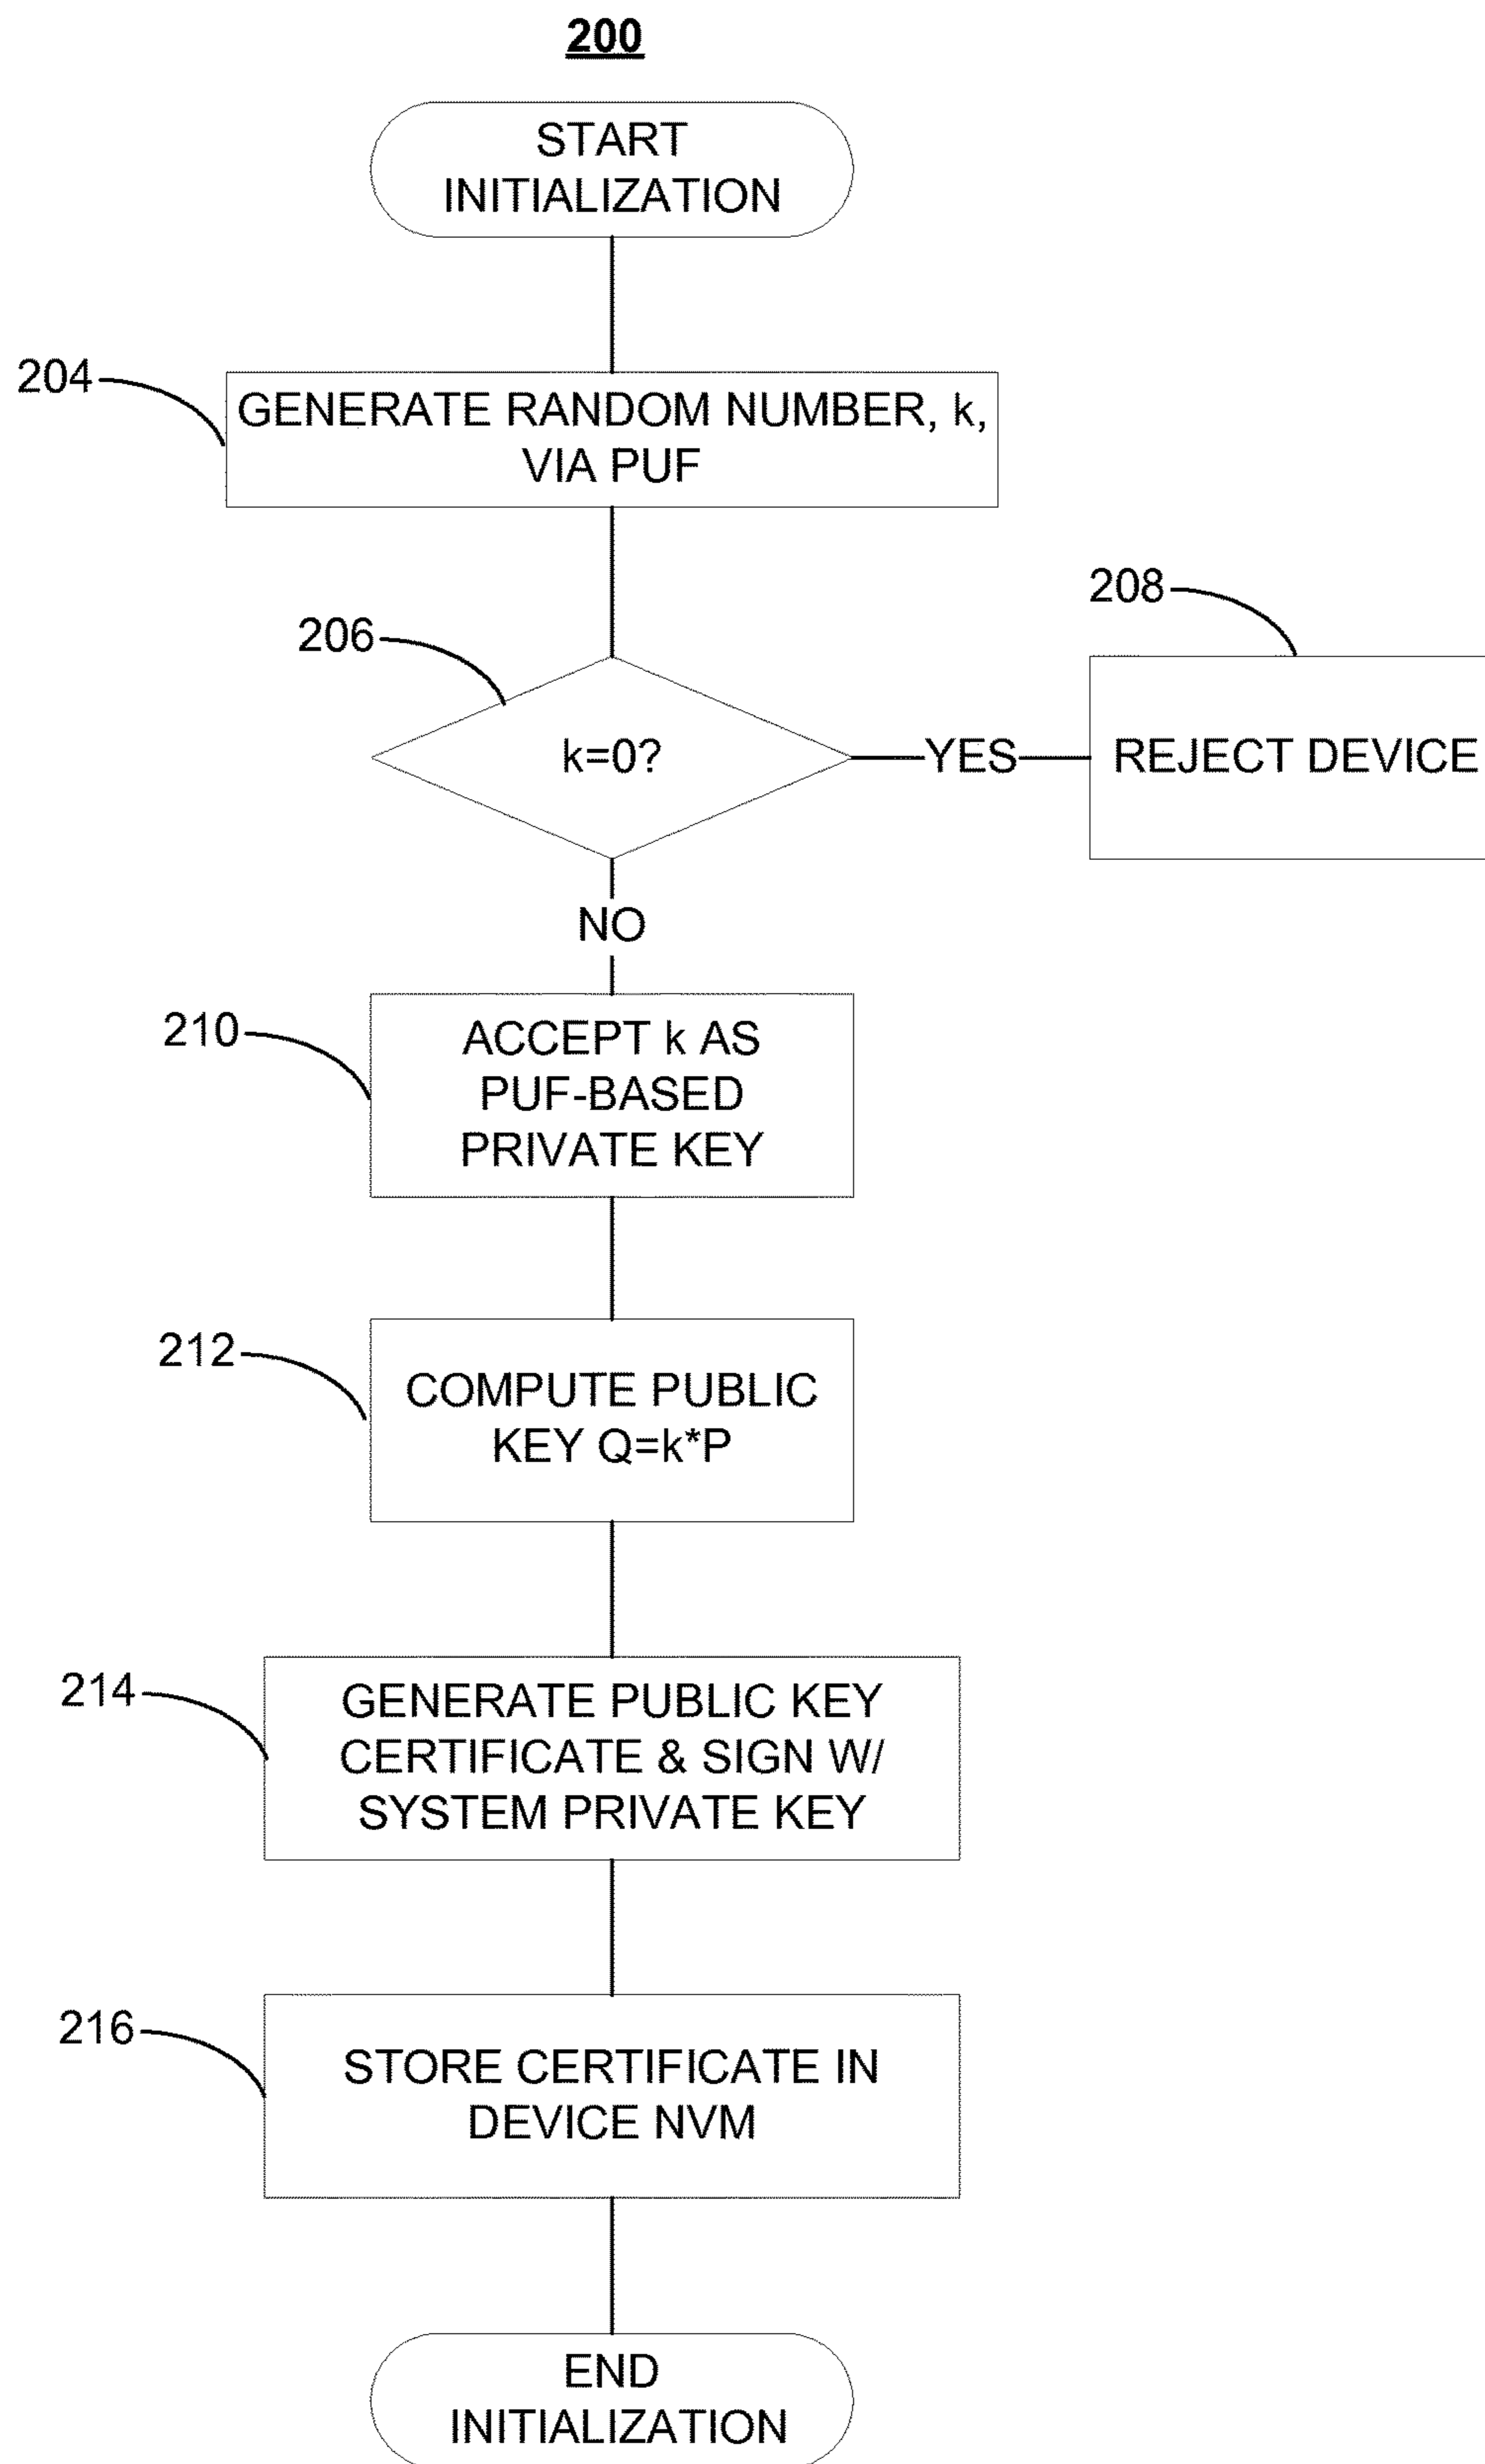 200
START
INITIALIZATION
204
GENERATE RANDOM NUMBER, k,
VIA PUF
208
206
k=0?
YES
REJECT DEVICE
NO
210
ACCEPT k AS
PUF-BASED
PRIVATE KEY
212
COMPUTE PUBLIC
KEY Q=k*P
214
GENERATE PUBLIC KEY
CERTIFICATE & SIGN W/
SYSTEM PRIVATE KEY
216
STORE CERTIFICATE IN
DEVICE NVM
END
INITIALIZATION